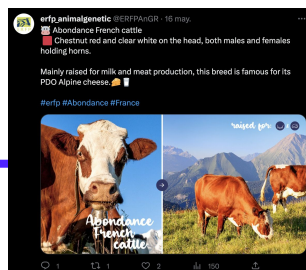 erfp_animalgenetic @ERFPAnGR · 16 may.
Abondance French cattle
Chestnut red and clear white on the head, both males and females
holding horns.
Mainly raised for milk and meat production, this breed is famous for its
PDO Alpine cheese.
#erfp #Abondance #France
raised for:
Abondance
French
cattle
1
1
2
150